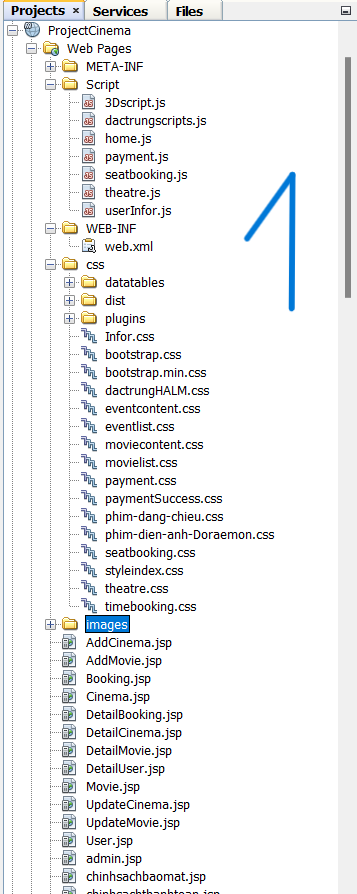 Projects × Services Files
ProjectCinema
Web Pages
META-INF
Script
3Dscript.js
dactrungscripts.js
home.js
payment.js
seatbooking.js
theatre.js
userInfor.js
WEB-INF
web.xml
css
datatables
dist
plugins
Infor.css
bootstrap.css
bootstrap.min.css
dactrungHALM.css
eventcontent.css
eventlist.css
moviecontent.css
movielist.css
payment.css
paymentSuccess.css
phim-dang-chieu.css
phim-dien-anh-Doraemon.css
seatbooking.css
styleindex.css
theatre.css
timebooking.css
images
AddCinema.jsp
AddMovie.jsp
Booking.jsp
Cinema.jsp
DetailBooking.jsp
DetailCinema.jsp
DetailMovie.jsp
DetailUser.jsp
Movie.jsp
UpdateCinema.jsp
UpdateMovie.jsp
User.jsp
admin.jsp
chinhsachbaomat.jsp
chinhsachthanhtoan.jsp
1